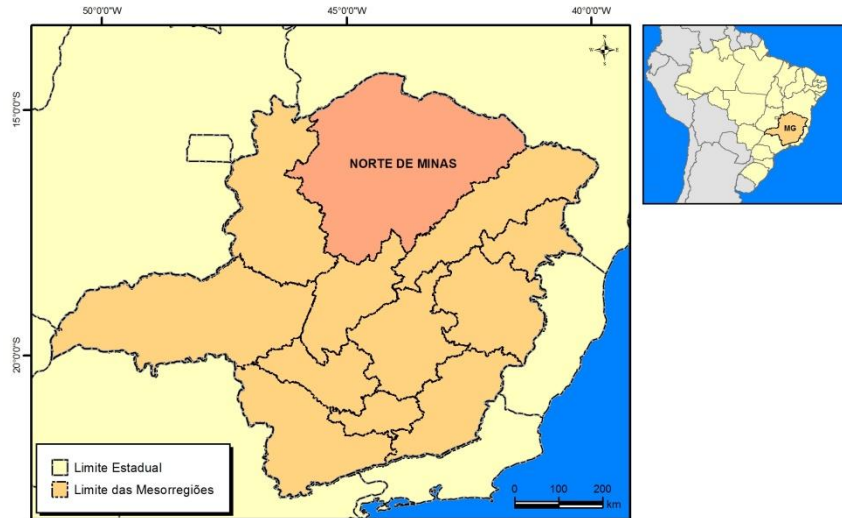 50°0'0"W
45°0'0"W
40°0'0"W
15°0'0"S
20°0'0"S
N
W
E
S
NORTE DE MINAS
MG
Limite Estadual
Limite das Mesorregiões
0 100 200
km